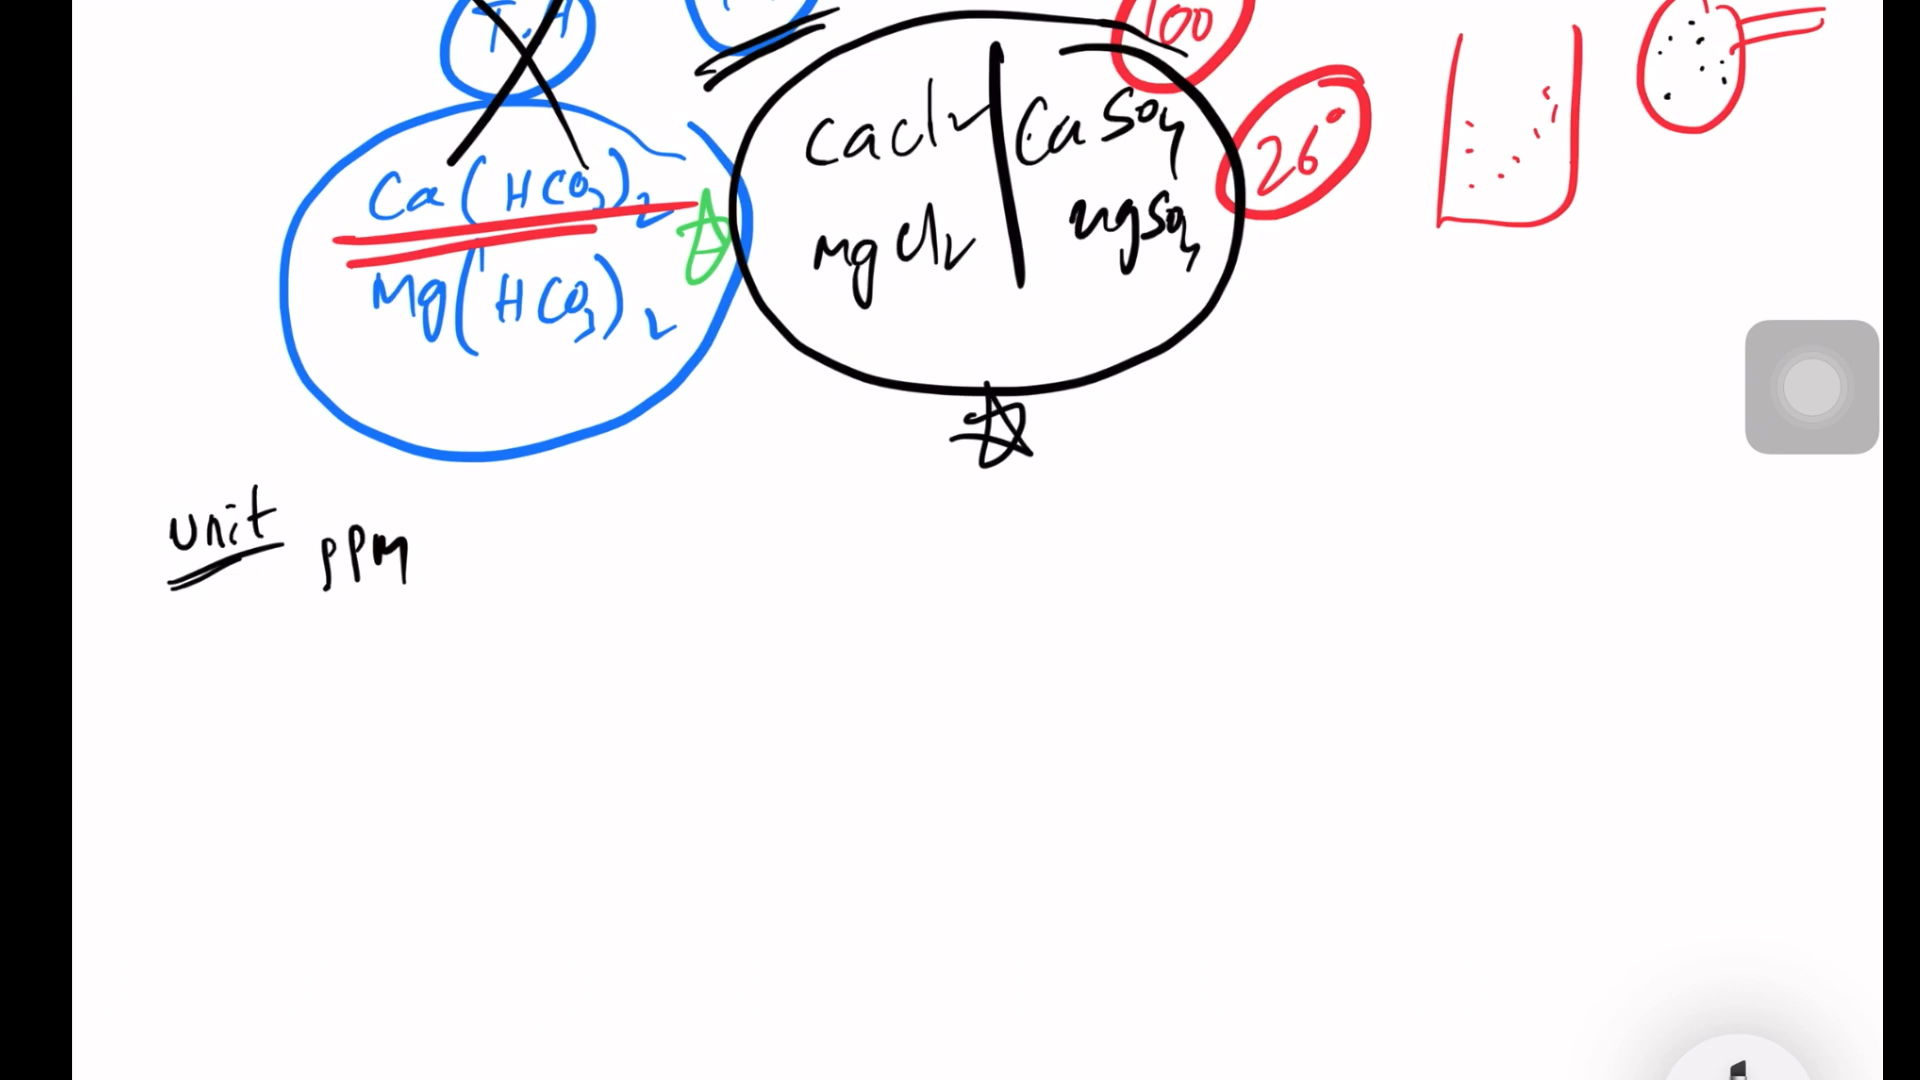 T.H
100
Ca(HCO3)2
Mg(HCO3)2
CaCl2
CaSO4
MgCl2
MgSO4
26°
unit ppm